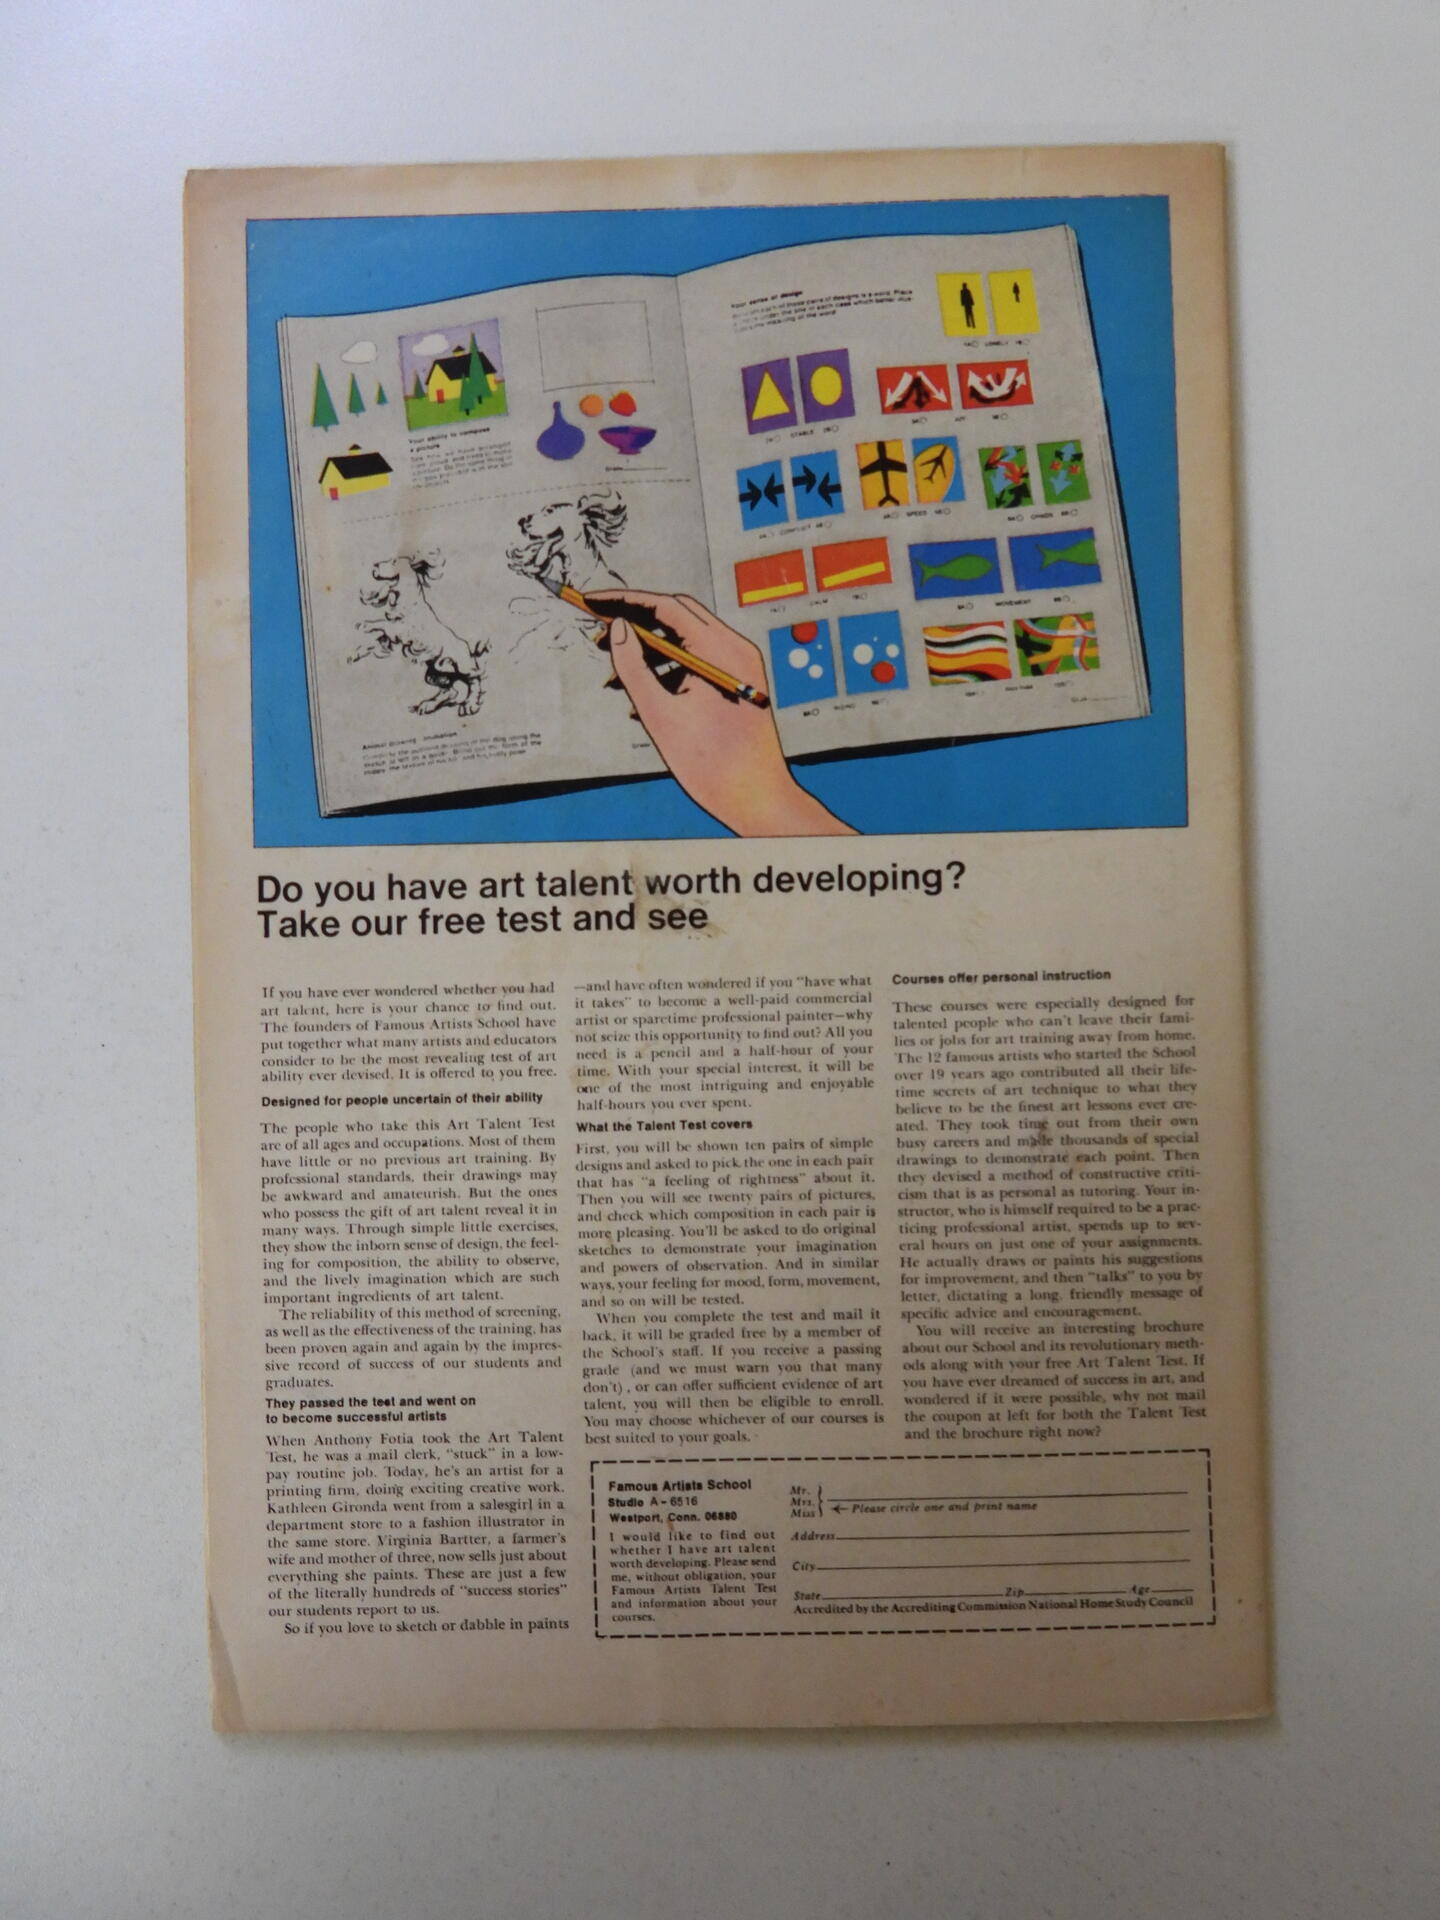 Your sense of design
LONELY
STABLE
JOY
CONFLICT
SPEED
CHAOS
CALM
MOVEMENT
Your ability to compose
a picture
Do you have art talent worth developing?
Take our free test and see
If you have ever wondered whether you had
art talent, here is your chance to find out.
The founders of Famous Artists School have
put together what many artists and educators
consider to be the most revealing test of art
ability ever devised. It is offered to you free.
Designed for people uncertain of their ability
The people who take this Art Talent Test
are of all ages and occupations. Most of them
have little or no previous art training. By
professional standards, their drawings may
be awkward and amateurish. But the ones
who possess the gift of art talent reveal it in
many ways. Through simple little exercises,
they show the inborn sense of design, the feel-
ing for composition, the ability to observe,
and the lively imagination which are such
important ingredients of art talent.
The reliability of this method of screening,
as well as the effectiveness of the training, has
been proven again and again by the impres-
sive record of success of our students and
graduates.
They passed the test and went on
to become successful artists
When Anthony Fotia took the Art Talent
Test, he was a mail clerk, "stuck" in a low-
pay routine job. Today, he's an artist for a
printing firm, doing exciting creative work.
Kathleen Gironda went from a salesgirl in a
department store to a fashion illustrator in
the same store. Virginia Bartter, a farmer's
wife and mother of three, now sells just about
everything she paints. These are just a few
of the literally hundreds of "success stories"
our students report to us.
So if you love to sketch or dabble in paints
—and have often wondered if you "have what
it takes" to become a well-paid commercial
artist or sparetime professional painter—why
not seize this opportunity to find out? All you
need is a pencil and a half-hour of your
time. With your special interest, it will be
one of the most intriguing and enjoyable
half-hours you ever spent.
What the Talent Test covers
First, you will be shown ten pairs of simple
designs and asked to pick the one in each pair
that has "a feeling of rightness" about it.
Then you will see twenty pairs of pictures,
and check which composition in each pair is
more pleasing. You'll be asked to do original
sketches to demonstrate your imagination
and powers of observation. And in similar
ways, your feeling for mood, form, movement,
and so on will be tested.
When you complete the test and mail it
back, it will be graded free by a member of
the School's staff. If you receive a passing
grade (and we must warn you that many
don't), or can offer sufficient evidence of art
talent, you will then be eligible to enroll.
You may choose whichever of our courses is
best suited to your goals.
Courses offer personal instruction
These courses were especially designed for
talented people who can't leave their fami-
lies or jobs for art training away from home.
The 12 famous artists who started the School
over 19 years ago contributed all their life-
time secrets of art technique to what they
believe to be the finest art lessons ever cre-
ated. They took time out from their own
busy careers and made thousands of special
drawings to demonstrate each point. Then
they devised a method of constructive criti-
cism that is as personal as tutoring. Your in-
structor, who is himself required to be a prac-
ticing professional artist, spends up to sev-
eral hours on just one of your assignments.
He actually draws or paints his suggestions
for improvement, and then "talks" to you by
letter, dictating a long, friendly message of
specific advice and encouragement.
You will receive an interesting brochure
about our School and its revolutionary meth-
ods along with your free Art Talent Test. If
you have ever dreamed of success in art, and
wondered if it were possible, why not mail
the coupon at left for both the Talent Test
and the brochure right now?
Famous Artists School
Studio A-6516
Westport, Conn. 06880
I would like to find out
whether I have art talent
worth developing. Please send
me, without obligation, your
Famous Artists Talent Test
and information about your
courses.
Mr.
Mrs.
Miss
← Please circle one and print name
Address
City
State Zip Age
Accredited by the Accrediting Commission National Home Study Council